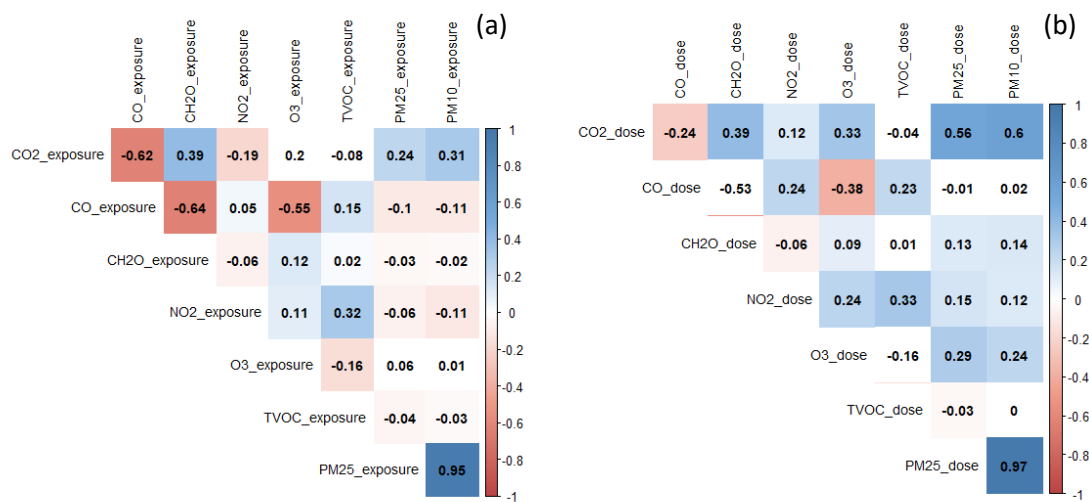 (a)
CO_exposure
CH2O_exposure
NO2_exposure
O3_exposure
TVOC_exposure
PM25_exposure
PM10_exposure
CO2_exposure -0.62 0.39 -0.19 0.2 -0.08 0.24 0.31
CO_exposure -0.64 0.05 -0.55 0.15 -0.1 -0.11
CH2O_exposure -0.06 0.12 0.02 -0.03 -0.02
NO2_exposure 0.11 0.32 -0.06 -0.11
O3_exposure -0.16 0.06 0.01
TVOC_exposure -0.04 -0.03
PM25_exposure 0.95
1
0.8
0.6
0.4
0.2
0
-0.2
-0.4
-0.6
-0.8
-1
(b)
CO_dose
CH2O_dose
NO2_dose
O3_dose
TVOC_dose
PM25_dose
PM10_dose
CO2_dose -0.24 0.39 0.12 0.33 -0.04 0.56 0.6
CO_dose -0.53 0.24 -0.38 0.23 -0.01 0.02
CH2O_dose -0.06 0.09 0.01 0.13 0.14
NO2_dose 0.24 0.33 0.15 0.12
O3_dose -0.16 0.29 0.24
TVOC_dose -0.03 0
PM25_dose 0.97
1
0.8
0.6
0.4
0.2
0
-0.2
-0.4
-0.6
-0.8
-1